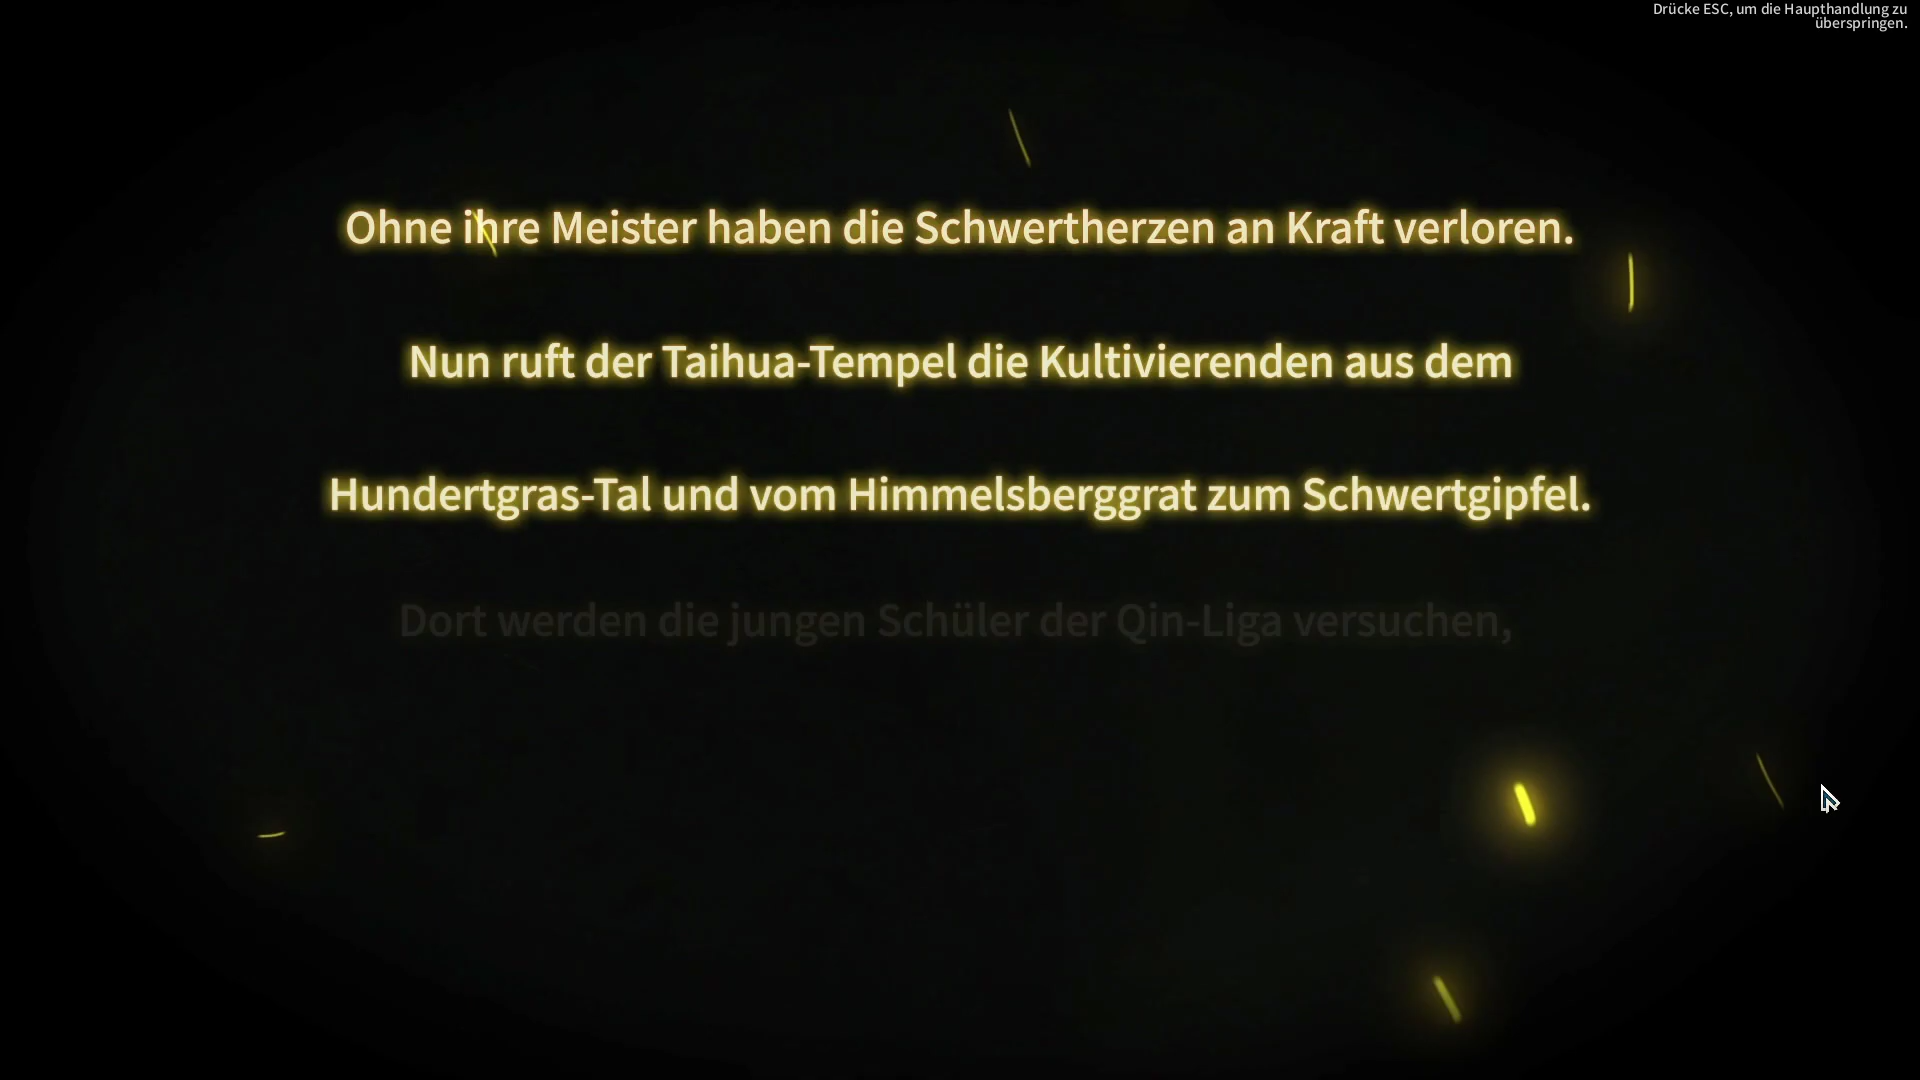 Drücke ESC, um die Haupthandlung zu
überspringen.
Ohne ihre Meister haben die Schwertherzen an Kraft verloren.
Nun ruft der Taihua-Tempel die Kultivierenden aus dem
Hundertgras-Tal und vom Himmelsberggrat zum Schwertgipfel.
Dort werden die jungen Schüler der Qin-Liga versuchen,